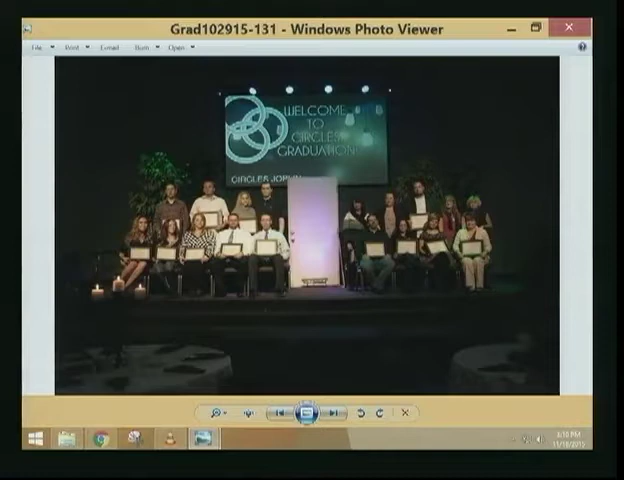 Grad102915-131 - Windows Photo Viewer
File Print E-mail Burn Open
WELCOME
TO
CIRCLES
GRADUATION!
CIRCLES JOPLIN